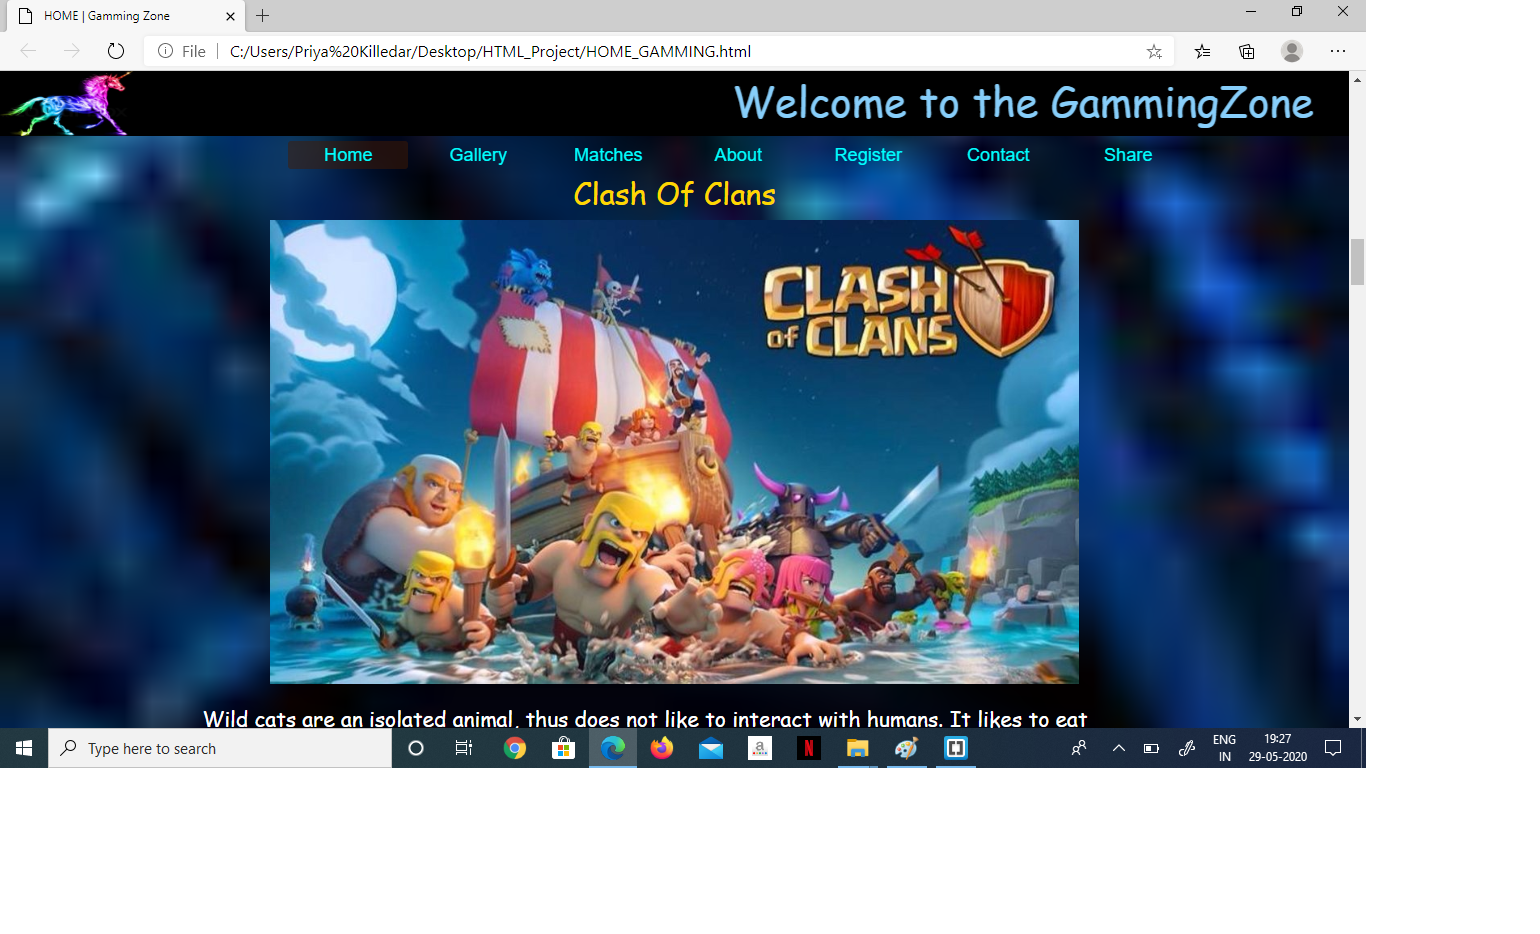 HOME | Gamming Zone
File
C:/Users/Priya%20Killedar/Desktop/HTML_Project/HOME_GAMMING.html
Welcome to the GammingZone
Home Gallery Matches About Register Contact Share
Clash Of Clans
CLASH
OF CLANS
Wild cats are an isolated animal, thus does not like to interact with humans. It likes to eat
Type here to search
a
N
ENG
IN
19:27
29-05-2020